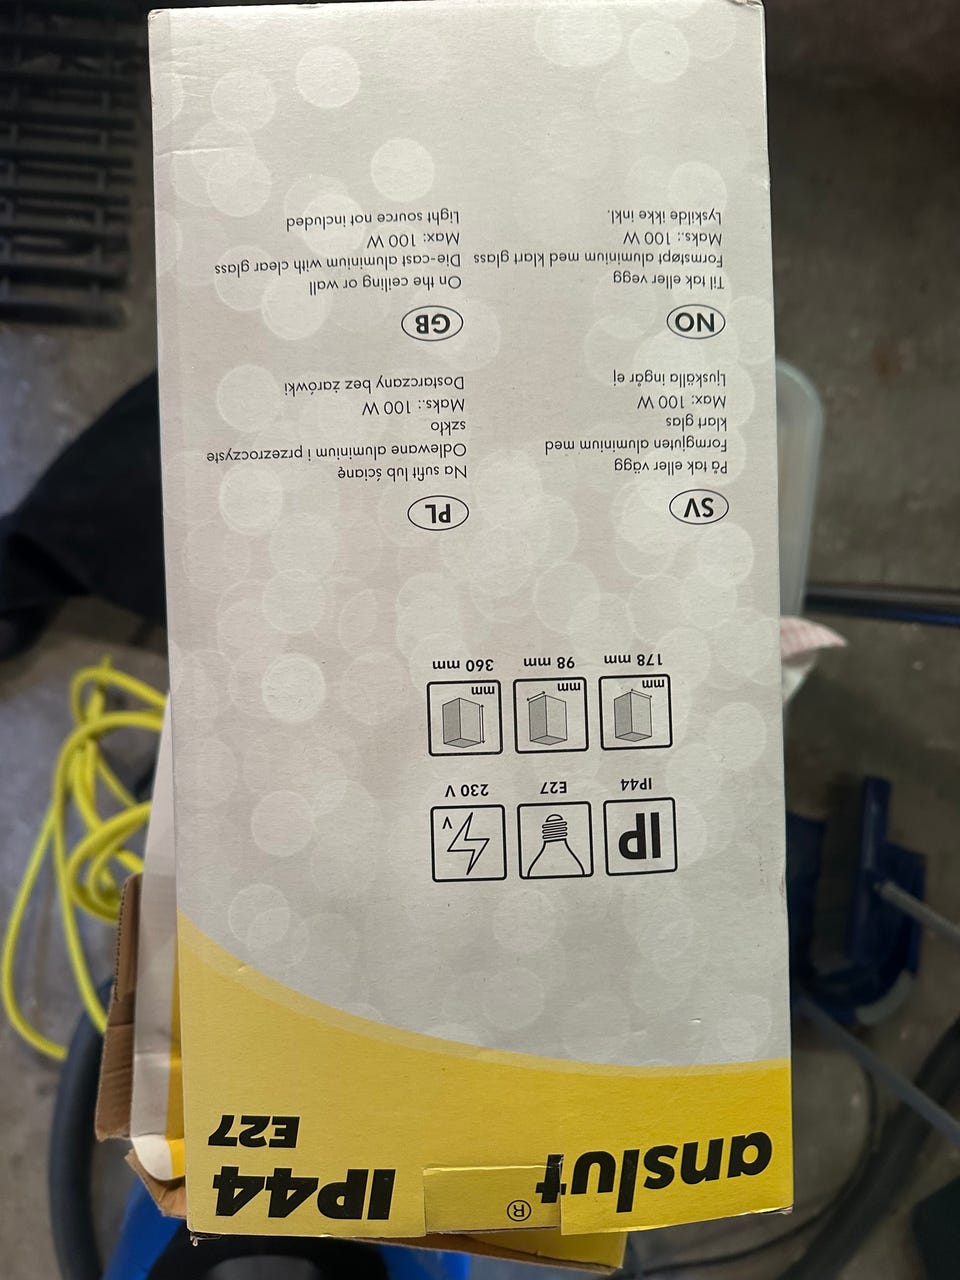 anslut®
IP44
E27
IP
V
IP44
E27
230 V
mm
mm
mm
178 mm
98 mm
360 mm
SV
På tak eller vägg
Formgjuten aluminium med
klart glas
Max: 100 W
Ljuskälla ingår ej
PL
Na sufit lub ścianę
Odlewane aluminium i przezroczyste
szkło
Maks.: 100 W
Dostarczany bez żarówki
NO
Til tak eller vegg
Formstøpt aluminium med klart glass
Maks.: 100 W
Lyskilde ikke inkl.
GB
On the ceiling or wall
Die-cast aluminium with clear glass
Max: 100 W
Light source not included